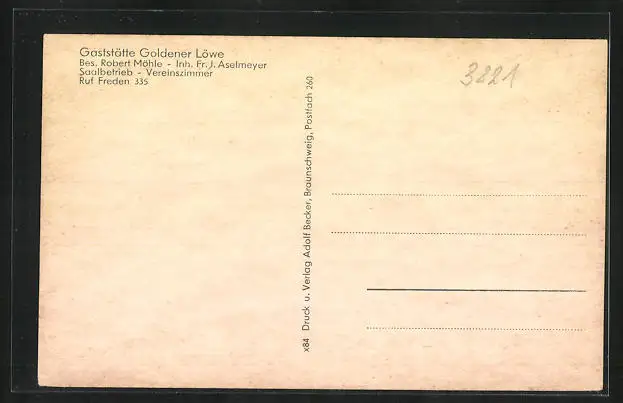 Gaststätte Goldener Löwe
Bes. Robert Möhle - Inh. Fr. J. Aselmeyer
Saalbetrieb - Vereinszimmer
Ruf Freden 335
3821
x84 Druck u. Verlag Adolf Becker, Braunschweig, Postfach 260